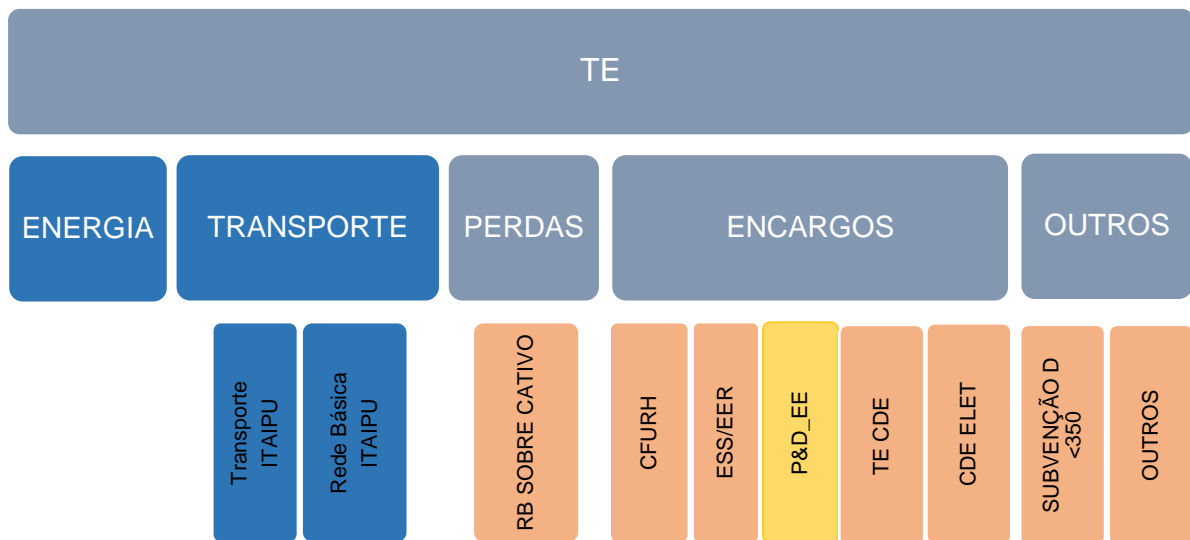 TE
ENERGIA
TRANSPORTE
PERDAS
ENCARGOS
OUTROS
Transporte
ITAIPU
Rede Básica
ITAIPU
RB SOBRE CATIVO
CFURH
ESS/EER
P&D_EE
TE CDE
CDE ELET
SUBVENÇÃO D
<350
OUTROS